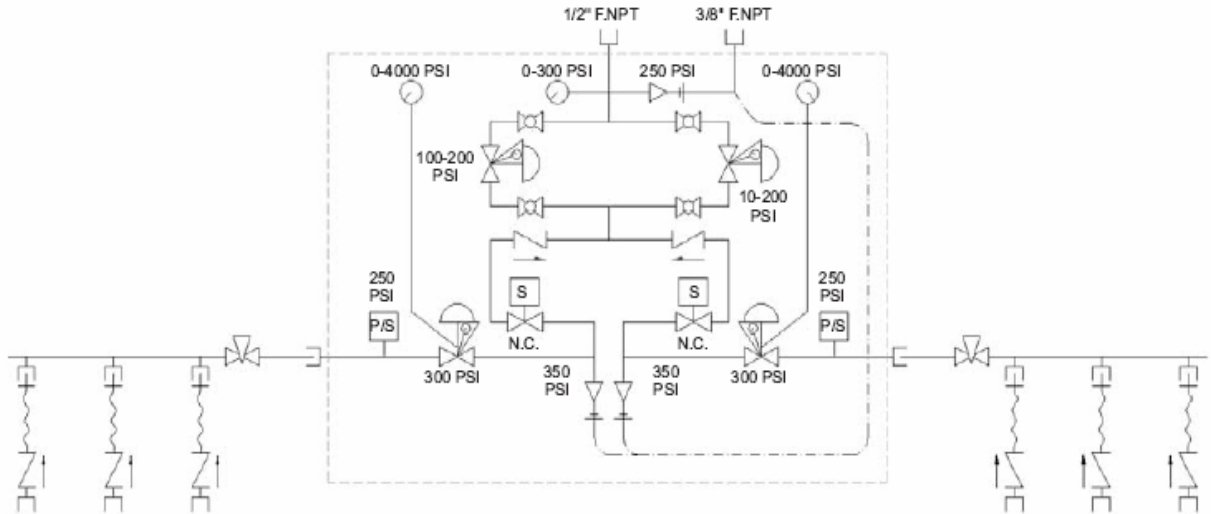 1/2" F.NPT
3/8" F.NPT
0-4000 PSI
0-300 PSI
250 PSI
0-4000 PSI
100-200
PSI
10-200
PSI
250
PSI
P/S
S
N.C.
S
N.C.
250
PSI
P/S
300 PSI
350
PSI
350
PSI
300 PSI